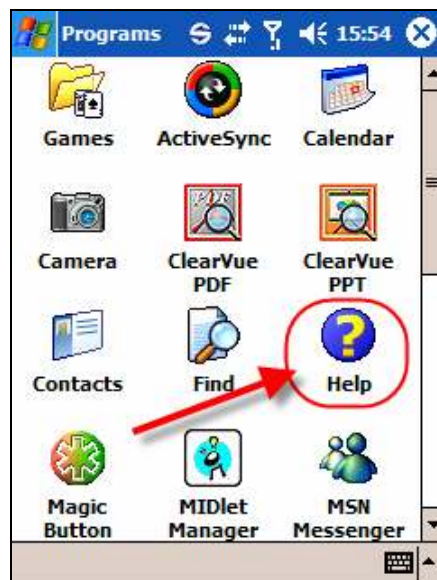 Programs 15:54
Games ActiveSync Calendar
Camera ClearVue PDF ClearVue PPT
Contacts Find Help
Magic Button MIDlet Manager MSN Messenger